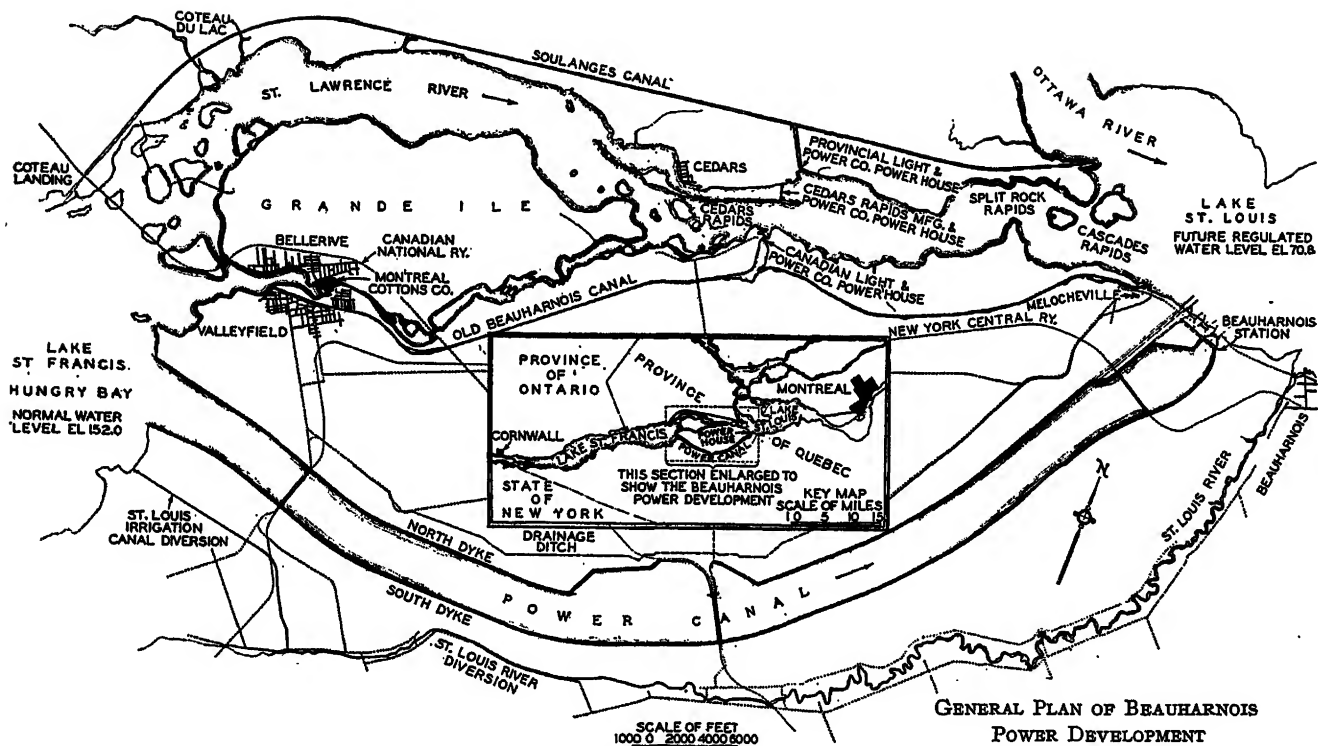 COTEAU
DU LAC
SOULANGES CANAL
ST. LAWRENCE RIVER
OTTAWA RIVER
COTEAU
LANDING
CEDARS
PROVINCIAL LIGHT &
POWER CO. POWER HOUSE
CEDARS RAPIDS MFG. &
POWER CO. POWER HOUSE
SPLIT ROCK
RAPIDS
LAKE
ST. LOUIS
FUTURE REGULATED
WATER LEVEL EL 70.8
GRANDE ILE
CEDARS
RAPIDS
CASCADES
RAPIDS
BELLERIVE
CANADIAN
NATIONAL RY.
MONTREAL
COTTONS CO.
CANADIAN LIGHT &
POWER CO. POWER HOUSE
OLD BEAUHARNOIS CANAL
MELOCHEVILLE
VALLEYFIELD
NEW YORK CENTRAL RY.
BEAUHARNOIS
STATION
LAKE
ST FRANCIS.
HUNGRY BAY
NORMAL WATER
LEVEL EL 152.0
PROVINCE
OF
ONTARIO
PROVINCE
OF QUEBEC
MONTREAL
CORNWALL
LAKE ST. FRANCIS
POWER
HOUSE
POWER CANAL
LAKE
ST. LOUIS
THIS SECTION ENLARGED TO
SHOW THE BEAUHARNOIS
POWER DEVELOPMENT
STATE
OF
NEW YORK
KEY MAP
SCALE OF MILES
1 0 5 10 15
N
ST. LOUIS RIVER
BEAUHARNOIS
ST. LOUIS
IRRIGATION
CANAL DIVERSION
NORTH DYKE
DRAINAGE
DITCH
SOUTH DYKE
POWER CANAL
ST. LOUIS RIVER
DIVERSION
SCALE OF FEET
1000 0 2000 4000 6000
GENERAL PLAN OF BEAUHARNOIS
POWER DEVELOPMENT